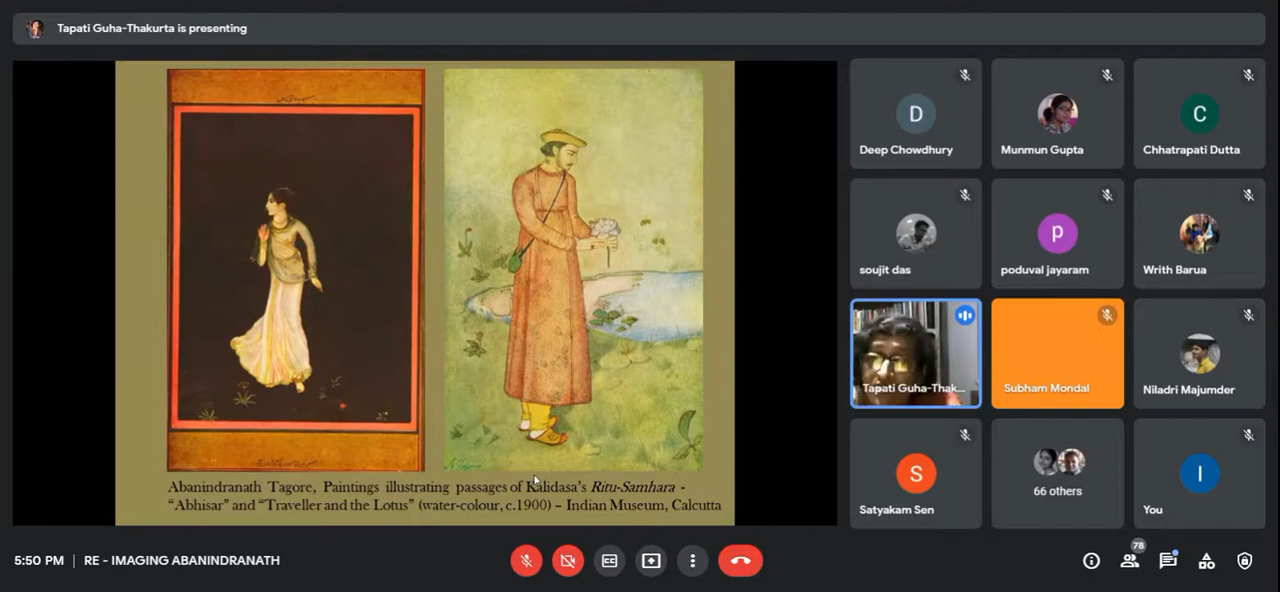 Tapati Guha-Thakurta is presenting
Abanindranath Tagore, Paintings illustrating passages of Kalidasa's Ritu-Samhara -
“Abhisar” and “Traveller and the Lotus” (water-colour, c.1900) – Indian Museum, Calcutta
D
Deep Chowdhury
Munmun Gupta
C
Chhatrapati Dutta
soujit das
p
poduval jayaram
Writh Barua
Tapati Guha-Thak...
Subham Mondal
Niladri Majumder
S
Satyakam Sen
66 others
I
You
5:50 PM | RE - IMAGING ABANINDRANATH
CC
78